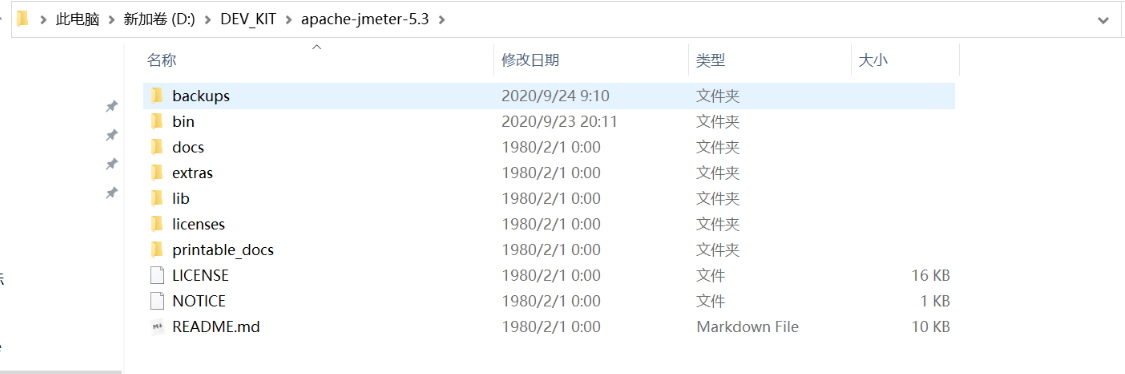 此电脑 新加卷 (D:) DEV_KIT apache-jmeter-5.3
名称 修改日期 类型 大小
backups 2020/9/24 9:10 文件夹
bin 2020/9/23 20:11 文件夹
docs 1980/2/1 0:00 文件夹
extras 1980/2/1 0:00 文件夹
lib 1980/2/1 0:00 文件夹
licenses 1980/2/1 0:00 文件夹
printable_docs 1980/2/1 0:00 文件夹
LICENSE 1980/2/1 0:00 文件 16 KB
NOTICE 1980/2/1 0:00 文件 1 KB
README.md 1980/2/1 0:00 Markdown File 10 KB